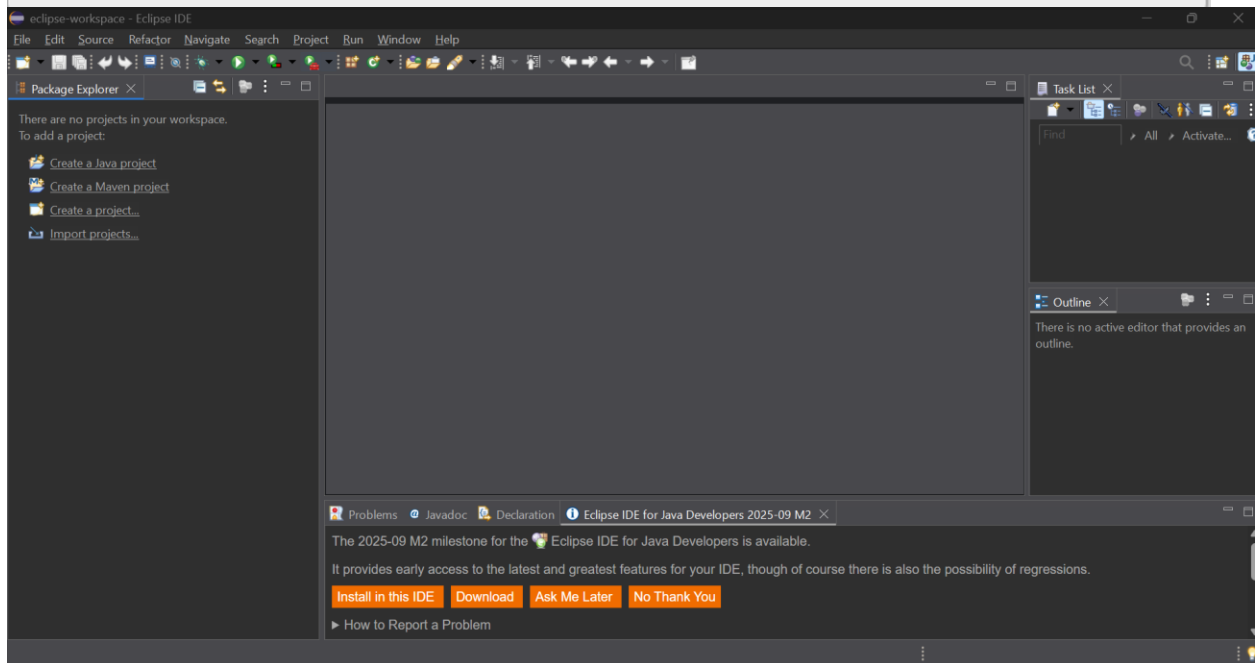 eclipse-workspace - Eclipse IDE
File Edit Source Refactor Navigate Search Project Run Window Help
Package Explorer
There are no projects in your workspace.
To add a project:
Create a Java project
Create a Maven project
Create a project...
Import projects...
Task List
Find All Activate...
Outline
There is no active editor that provides an
outline.
Problems Javadoc Declaration Eclipse IDE for Java Developers 2025-09 M2
The 2025-09 M2 milestone for the Eclipse IDE for Java Developers is available.
It provides early access to the latest and greatest features for your IDE, though of course there is also the possibility of regressions.
Install in this IDE Download Ask Me Later No Thank You
How to Report a Problem